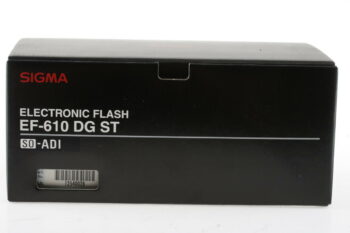 SIGMA
ELECTRONIC FLASH
EF-610 DG ST
SO-ADI